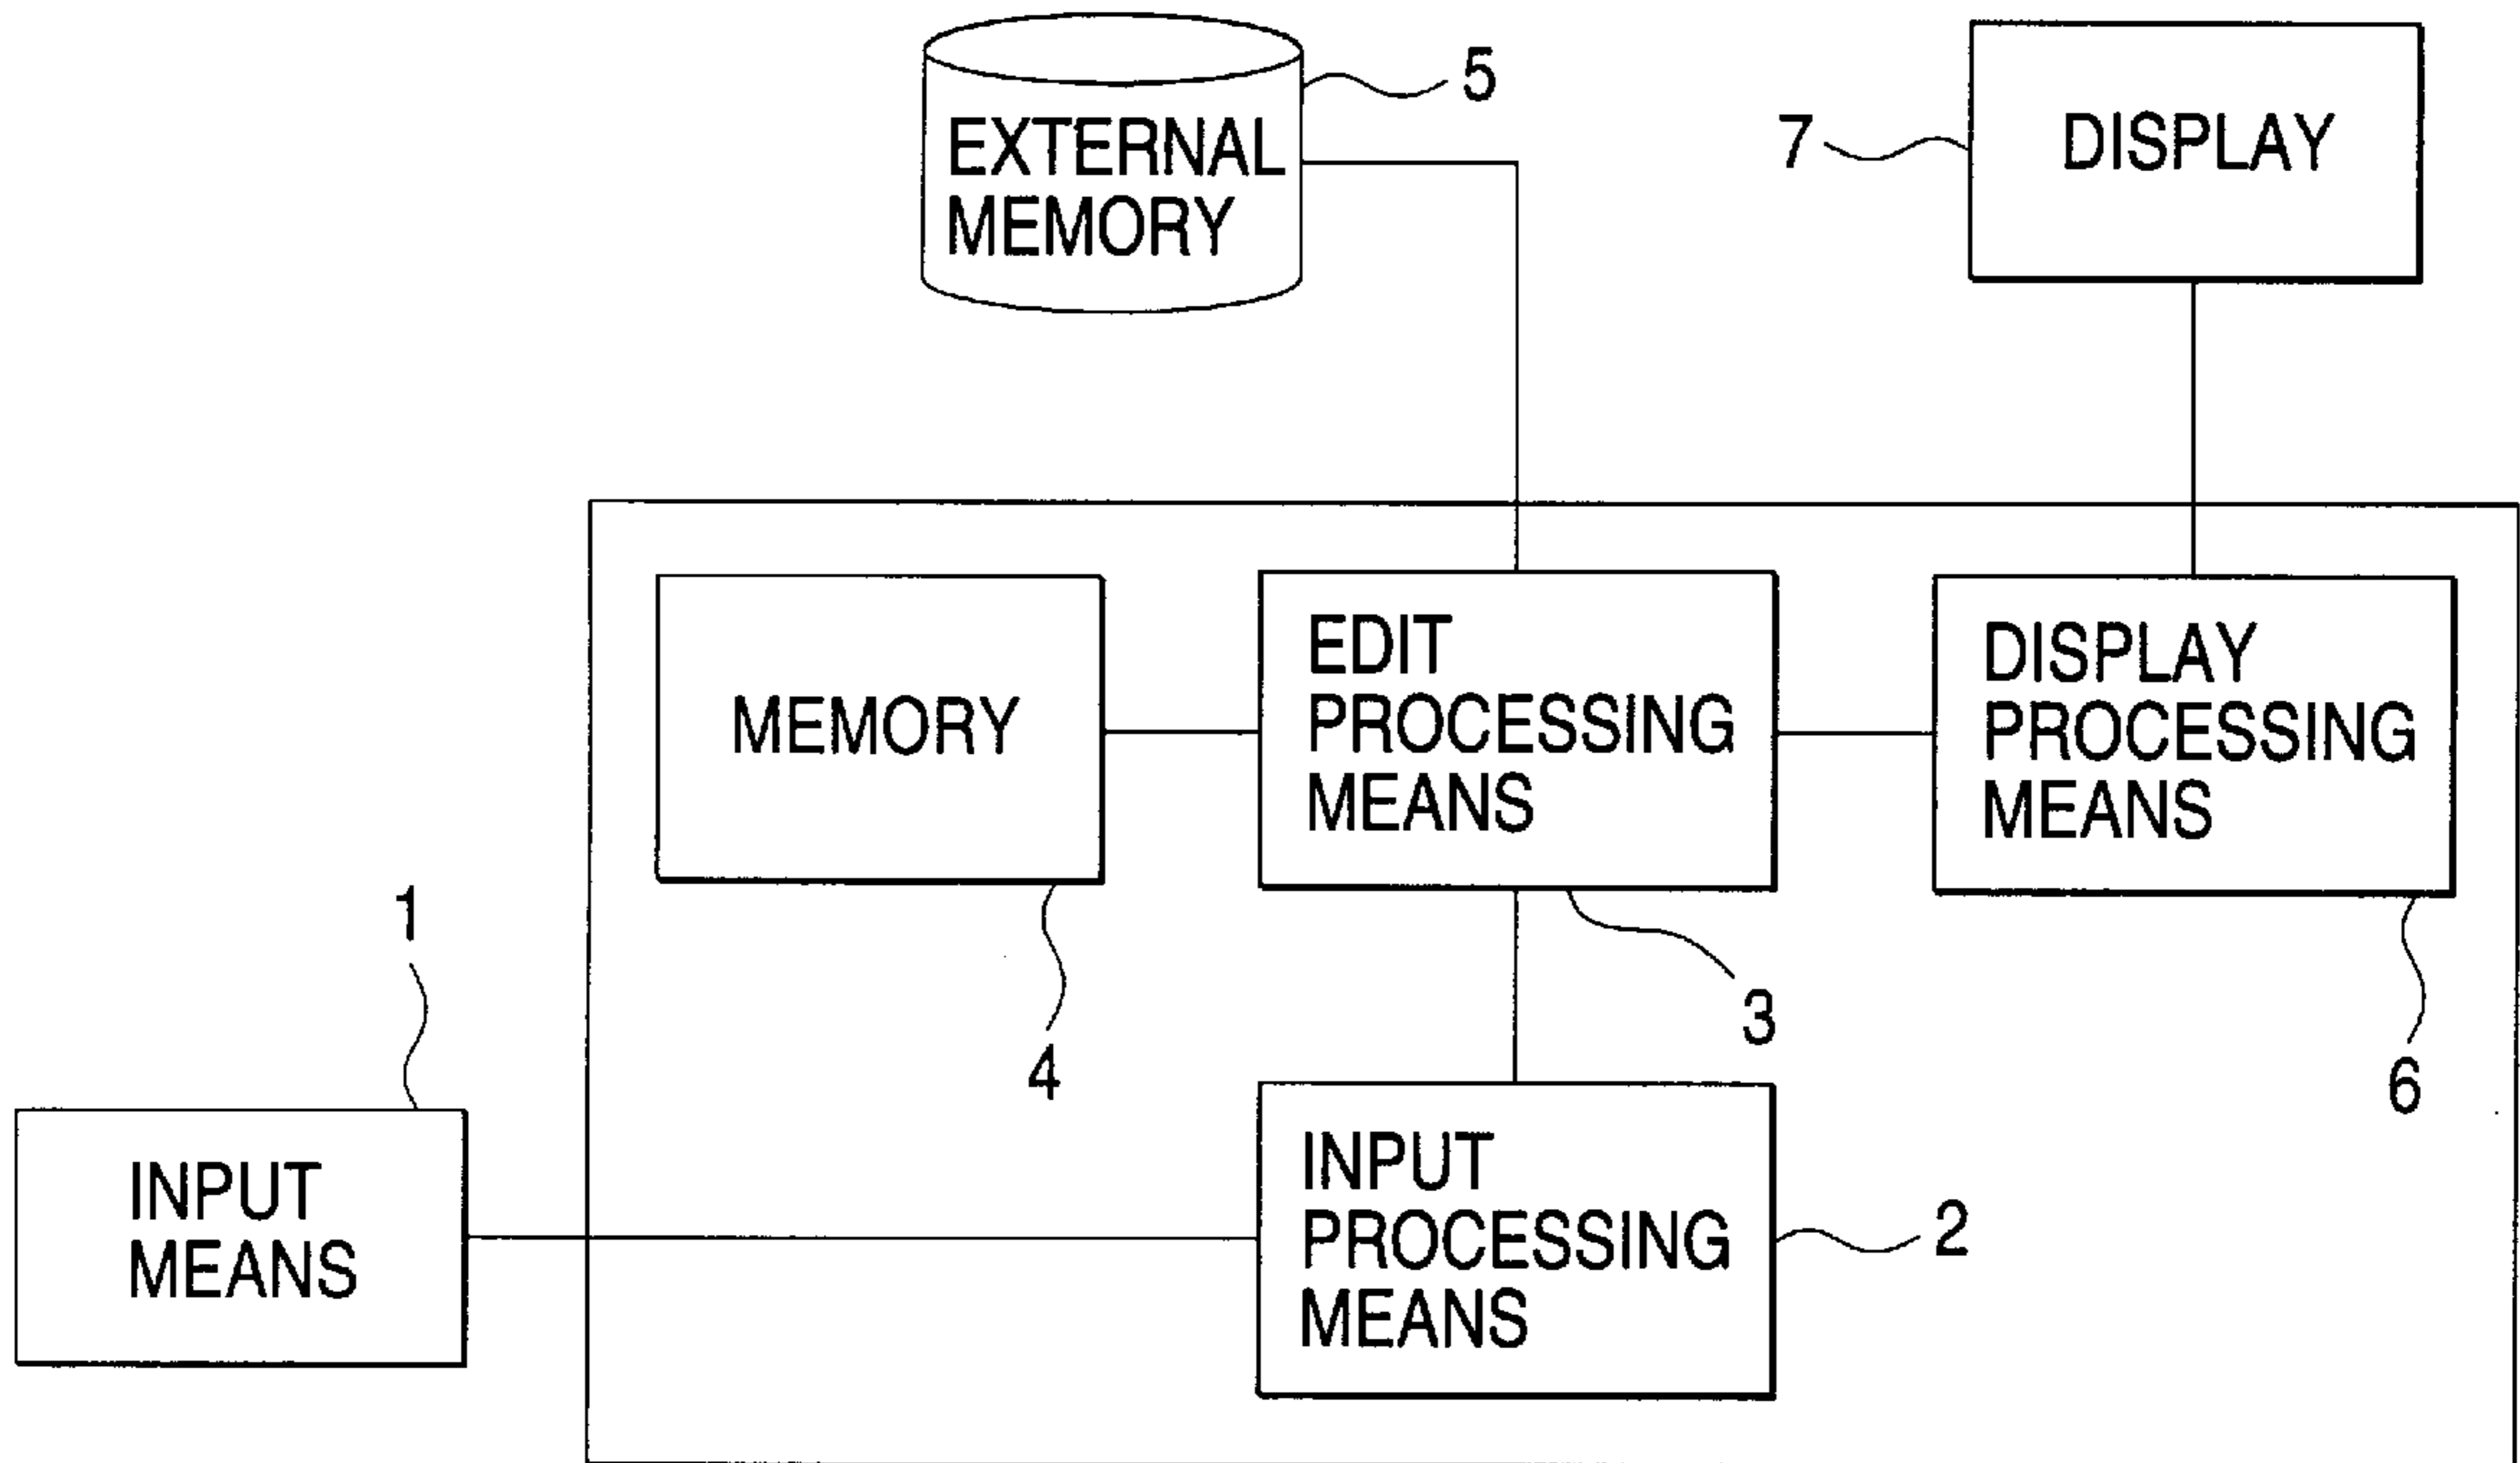 5
EXTERNAL
MEMORY
7
DISPLAY
MEMORY
EDIT
PROCESSING
MEANS
DISPLAY
PROCESSING
MEANS
1
4
3
6
INPUT
MEANS
INPUT
PROCESSING
MEANS
2